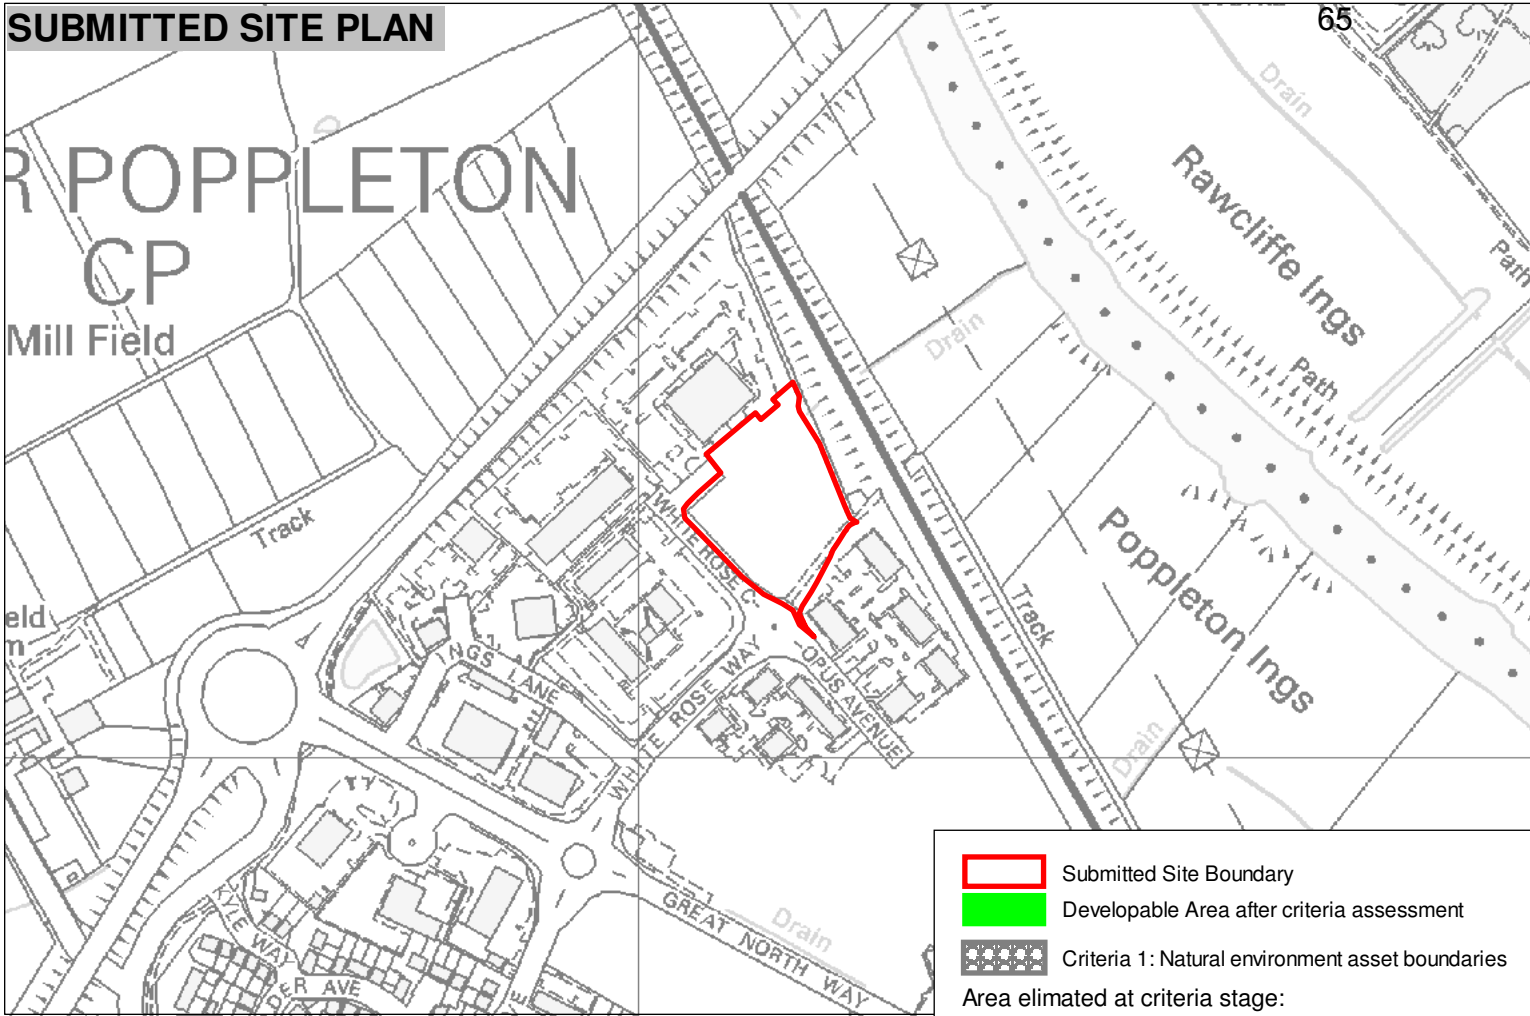 SUBMITTED SITE PLAN
65
Drain
R POPPLETON
CP
Mill Field
Rawcliffe Ings
Path
Path
Drain
Track
WHITE ROSE C
Poppleton Ings
Track
INGS LANE
WHITE ROSE WAY
OPUS AVENUE
Drain
GREAT NORTH WAY
Drain
KYLE WAY
DER AVE
Submitted Site Boundary
Developable Area after criteria assessment
Criteria 1: Natural environment asset boundaries
Area elimated at criteria stage: